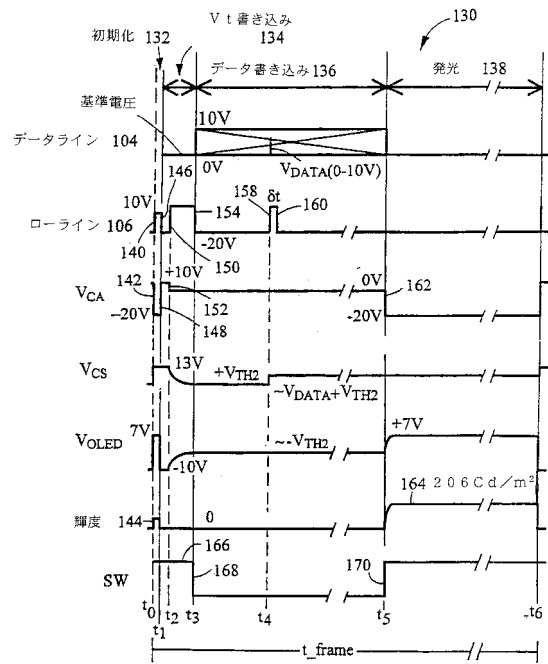 Ｖｔ書き込み
初期化 132 134 130
データ書き込み 136 発光 138
基準電圧
10V
データライン 104
0V VDATA(0-10V)
10V 146 158 δt 160
154
ローライン 106
140 150 -20V
142 +10V 152 0V 162
VCA
-20V 148 -20V
13V
VCS +VTH2
~VDATA+VTH2
7V +7V
VOLED ~-VTH2
-10V
164 206Cd/m²
輝度 144 0
166 170
SW 168
t0 t1 t2 t3 t4 t5 t6
t_frame